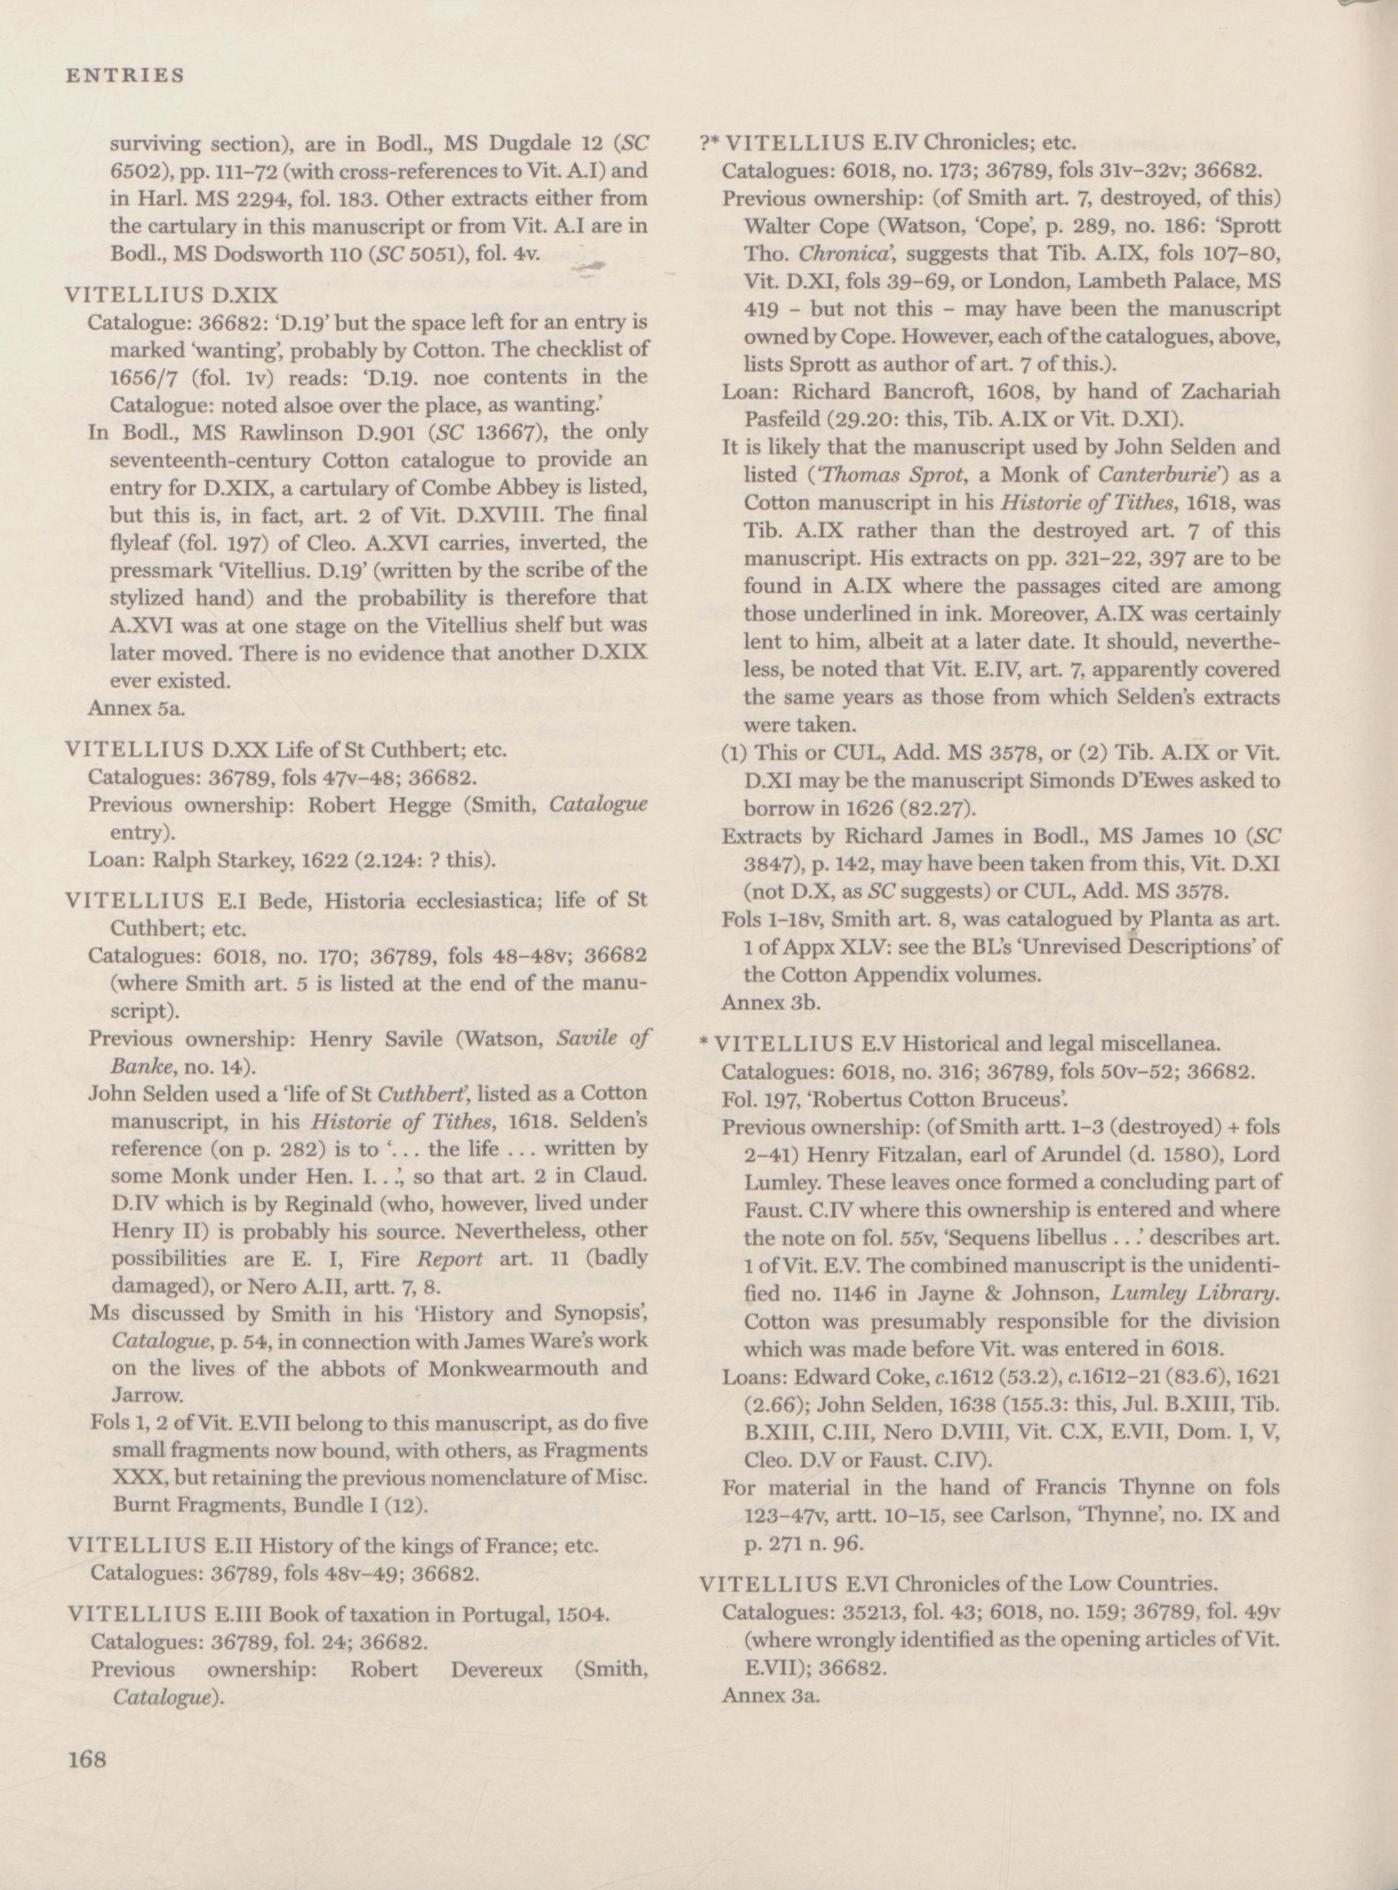 ENTRIES
surviving section), are in Bodl., MS Dugdale 12 (SC
6502), pp. 111–72 (with cross-references to Vit. A.I) and
in Harl. MS 2294, fol. 183. Other extracts either from
the cartulary in this manuscript or from Vit. A.I are in
Bodl., MS Dodsworth 110 (SC 5051), fol. 4v.
VITELLIUS D.XIX
Catalogue: 36682: ‘D.19’ but the space left for an entry is
marked ‘wanting’, probably by Cotton. The checklist of
1656/7 (fol. 1v) reads: ‘D.19. noe contents in the
Catalogue: noted alsoe over the place, as wanting.’
In Bodl., MS Rawlinson D.901 (SC 13667), the only
seventeenth-century Cotton catalogue to provide an
entry for D.XIX, a cartulary of Combe Abbey is listed,
but this is, in fact, art. 2 of Vit. D.XVIII. The final
flyleaf (fol. 197) of Cleo. A.XVI carries, inverted, the
pressmark ‘Vitellius. D.19’ (written by the scribe of the
stylized hand) and the probability is therefore that
A.XVI was at one stage on the Vitellius shelf but was
later moved. There is no evidence that another D.XIX
ever existed.
Annex 5a.
VITELLIUS D.XX Life of St Cuthbert; etc.
Catalogues: 36789, fols 47v–48; 36682.
Previous ownership: Robert Hegge (Smith, Catalogue
entry).
Loan: Ralph Starkey, 1622 (2.124: ? this).
VITELLIUS E.I Bede, Historia ecclesiastica; life of St
Cuthbert; etc.
Catalogues: 6018, no. 170; 36789, fols 48–48v; 36682
(where Smith art. 5 is listed at the end of the manu-
script).
Previous ownership: Henry Savile (Watson, Savile of
Banke, no. 14).
John Selden used a ‘life of St Cuthbert’, listed as a Cotton
manuscript, in his Historie of Tithes, 1618. Selden’s
reference (on p. 282) is to ‘... the life ... written by
some Monk under Hen. I...’, so that art. 2 in Claud.
D.IV which is by Reginald (who, however, lived under
Henry II) is probably his source. Nevertheless, other
possibilities are E. I, Fire Report art. 11 (badly
damaged), or Nero A.II, artt. 7, 8.
Ms discussed by Smith in his ‘History and Synopsis’,
Catalogue, p. 54, in connection with James Ware’s work
on the lives of the abbots of Monkwearmouth and
Jarrow.
Fols 1, 2 of Vit. E.VII belong to this manuscript, as do five
small fragments now bound, with others, as Fragments
XXX, but retaining the previous nomenclature of Misc.
Burnt Fragments, Bundle I (12).
VITELLIUS E.II History of the kings of France; etc.
Catalogues: 36789, fols 48v–49; 36682.
VITELLIUS E.III Book of taxation in Portugal, 1504.
Catalogues: 36789, fol. 24; 36682.
Previous ownership: Robert Devereux (Smith,
Catalogue).
?* VITELLIUS E.IV Chronicles; etc.
Catalogues: 6018, no. 173; 36789, fols 31v–32v; 36682.
Previous ownership: (of Smith art. 7, destroyed, of this)
Walter Cope (Watson, ‘Cope’, p. 289, no. 186: ‘Sprott
Tho. Chronica’, suggests that Tib. A.IX, fols 107–80,
Vit. D.XI, fols 39–69, or London, Lambeth Palace, MS
419 – but not this – may have been the manuscript
owned by Cope. However, each of the catalogues, above,
lists Sprott as author of art. 7 of this.).
Loan: Richard Bancroft, 1608, by hand of Zachariah
Pasfeild (29.20: this, Tib. A.IX or Vit. D.XI).
It is likely that the manuscript used by John Selden and
listed (‘Thomas Sprot, a Monk of Canterburie’) as a
Cotton manuscript in his Historie of Tithes, 1618, was
Tib. A.IX rather than the destroyed art. 7 of this
manuscript. His extracts on pp. 321–22, 397 are to be
found in A.IX where the passages cited are among
those underlined in ink. Moreover, A.IX was certainly
lent to him, albeit at a later date. It should, neverthe-
less, be noted that Vit. E.IV, art. 7, apparently covered
the same years as those from which Selden’s extracts
were taken.
(1) This or CUL, Add. MS 3578, or (2) Tib. A.IX or Vit.
D.XI may be the manuscript Simonds D’Ewes asked to
borrow in 1626 (82.27).
Extracts by Richard James in Bodl., MS James 10 (SC
3847), p. 142, may have been taken from this, Vit. D.XI
(not D.X, as SC suggests) or CUL, Add. MS 3578.
Fols 1–18v, Smith art. 8, was catalogued by Planta as art.
1 of Appx XLV: see the BL’s ‘Unrevised Descriptions’ of
the Cotton Appendix volumes.
Annex 3b.
* VITELLIUS E.V Historical and legal miscellanea.
Catalogues: 6018, no. 316; 36789, fols 50v–52; 36682.
Fol. 197, ‘Robertus Cotton Bruceus’.
Previous ownership: (of Smith artt. 1–3 (destroyed) + fols
2–41) Henry Fitzalan, earl of Arundel (d. 1580), Lord
Lumley. These leaves once formed a concluding part of
Faust. C.IV where this ownership is entered and where
the note on fol. 55v, ‘Sequens libellus ...’ describes art.
1 of Vit. E.V. The combined manuscript is the unidenti-
fied no. 1146 in Jayne & Johnson, Lumley Library.
Cotton was presumably responsible for the division
which was made before Vit. was entered in 6018.
Loans: Edward Coke, c.1612 (53.2), c.1612–21 (83.6), 1621
(2.66); John Selden, 1638 (155.3: this, Jul. B.XIII, Tib.
B.XIII, C.III, Nero D.VIII, Vit. C.X, E.VII, Dom. I, V,
Cleo. D.V or Faust. C.IV).
For material in the hand of Francis Thynne on fols
123–47v, artt. 10–15, see Carlson, ‘Thynne’, no. IX and
p. 271 n. 96.
VITELLIUS E.VI Chronicles of the Low Countries.
Catalogues: 35213, fol. 43; 6018, no. 159; 36789, fol. 49v
(where wrongly identified as the opening articles of Vit.
E.VII); 36682.
Annex 3a.
168